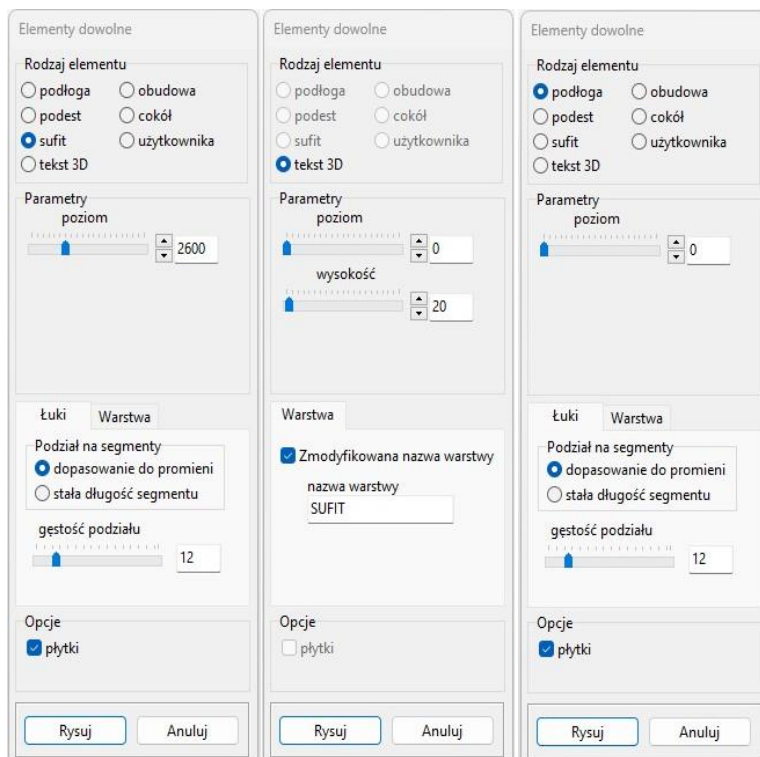 Elementy dowolne
Rodzaj elementu
podłoga
obudowa
podest
cokół
sufit
użytkownika
tekst 3D
Parametry
poziom
2600
Łuki
Warstwa
Podział na segmenty
dopasowanie do promieni
stała długość segmentu
gęstość podziału
12
Opcje
płytki
Rysuj
Anuluj
Elementy dowolne
Rodzaj elementu
podłoga
obudowa
podest
cokół
sufit
użytkownika
tekst 3D
Parametry
poziom
0
wysokość
20
Warstwa
Zmodyfikowana nazwa warstwy
nazwa warstwy
SUFIT
Opcje
płytki
Rysuj
Anuluj
Elementy dowolne
Rodzaj elementu
podłoga
obudowa
podest
cokół
sufit
użytkownika
tekst 3D
Parametry
poziom
0
Łuki
Warstwa
Podział na segmenty
dopasowanie do promieni
stała długość segmentu
gęstość podziału
12
Opcje
płytki
Rysuj
Anuluj